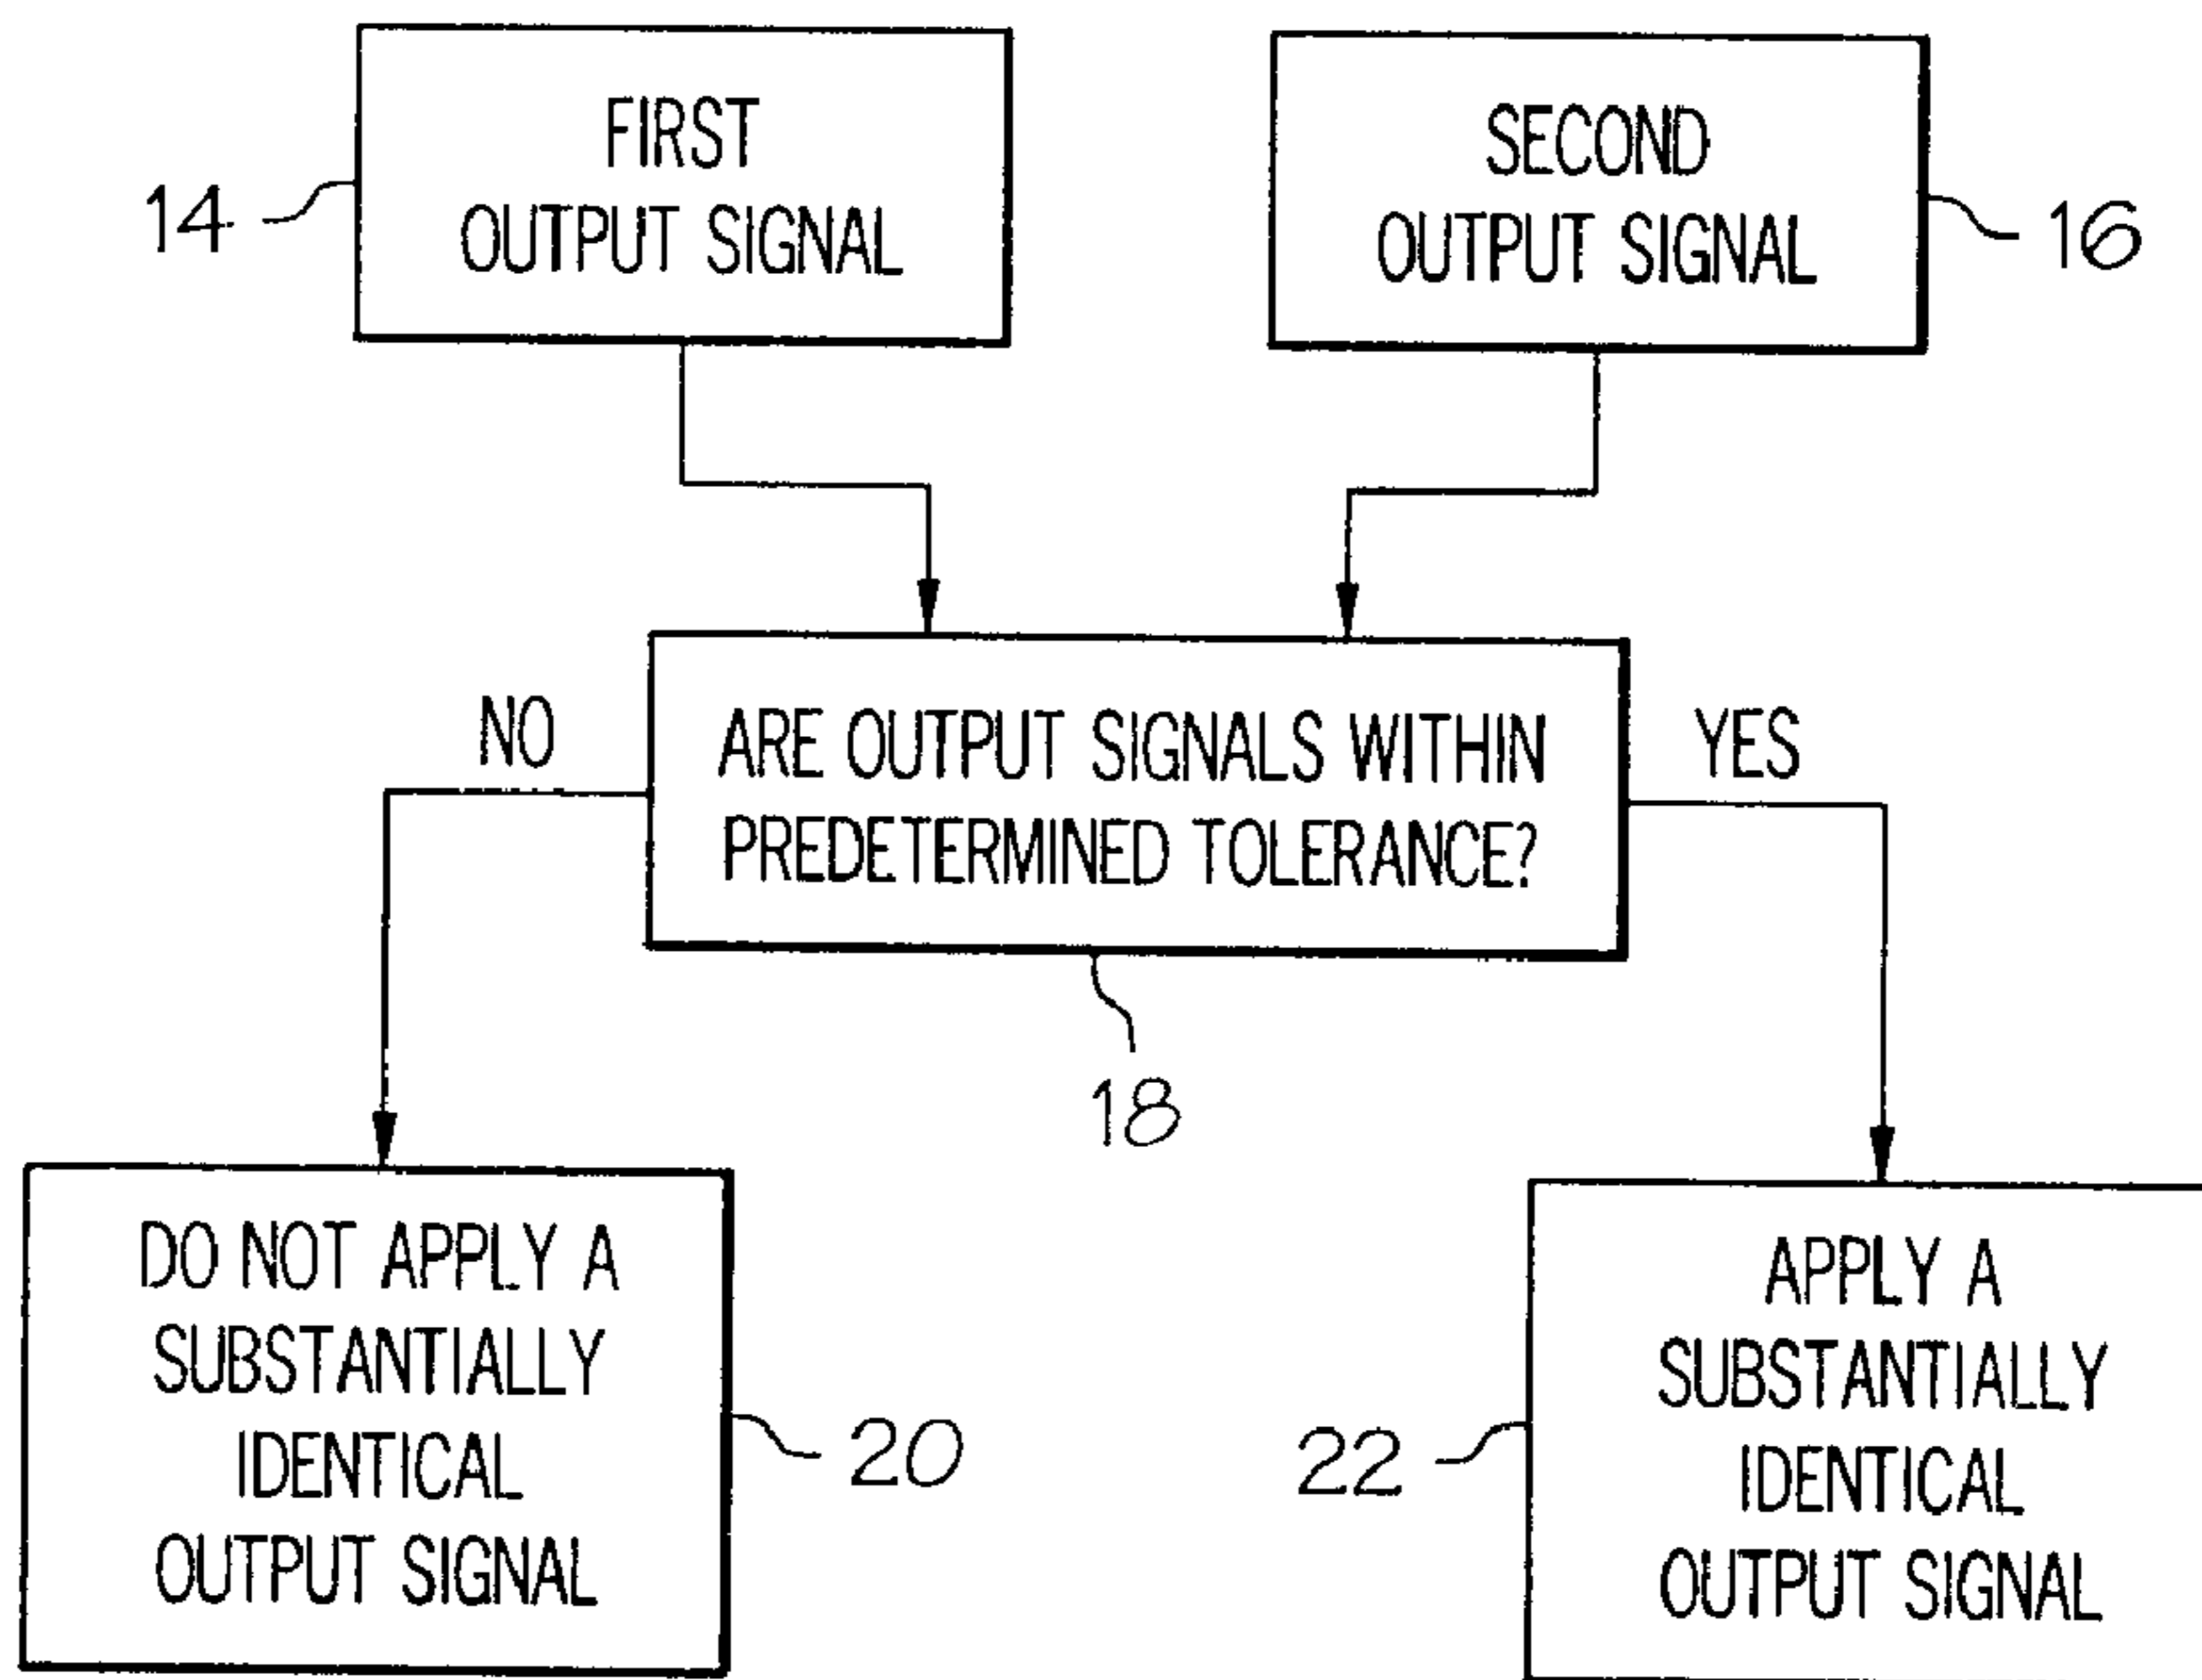 FIRST
OUTPUT SIGNAL
14
SECOND
OUTPUT SIGNAL
16
NO
ARE OUTPUT SIGNALS WITHIN
PREDETERMINED TOLERANCE?
YES
18
DO NOT APPLY A
SUBSTANTIALLY
IDENTICAL
OUTPUT SIGNAL
20
22
APPLY A
SUBSTANTIALLY
IDENTICAL
OUTPUT SIGNAL